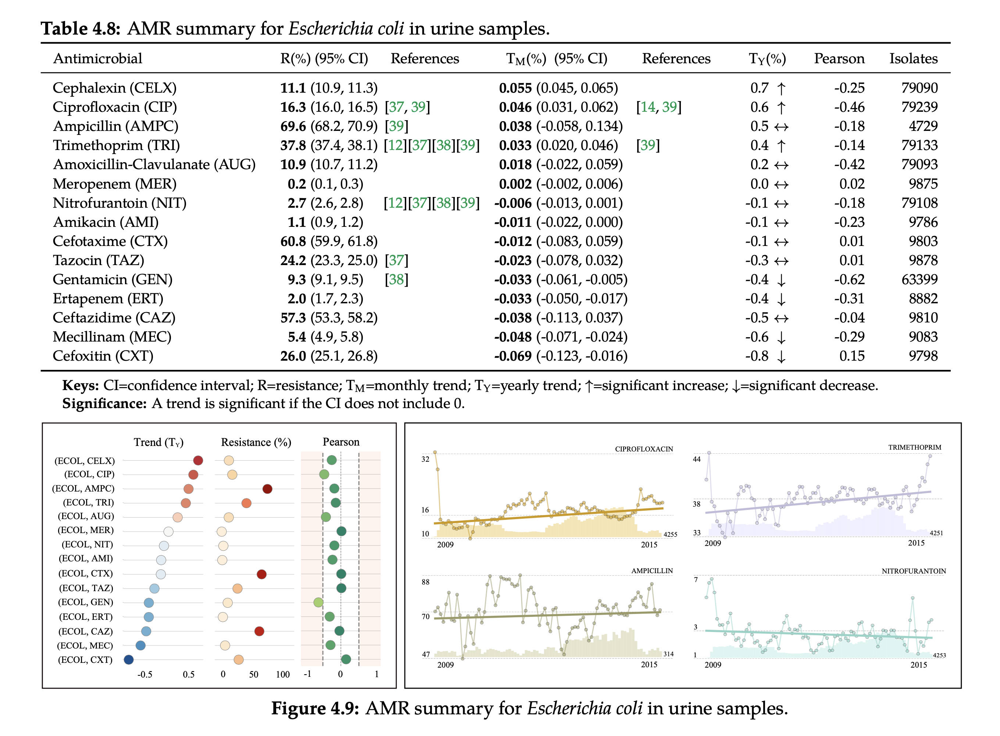 Table 4.8: AMR summary for Escherichia coli in urine samples.
Antimicrobial R(%) (95% CI) References TM(%) (95% CI) References TY(%) Pearson Isolates
Cephalexin (CELX) 11.1 (10.9, 11.3) 0.055 (0.045, 0.065) 0.7 ↑ -0.25 79090
Ciprofloxacin (CIP) 16.3 (16.0, 16.5) [37, 39] 0.046 (0.031, 0.062) [14, 39] 0.6 ↑ -0.46 79239
Ampicillin (AMPC) 69.6 (68.2, 70.9) [39] 0.038 (-0.058, 0.134) 0.5 ↔ -0.18 4729
Trimethoprim (TRI) 37.8 (37.4, 38.1) [12][37][38][39] 0.033 (0.020, 0.046) [39] 0.4 ↑ -0.14 79133
Amoxicillin-Clavulanate (AUG) 10.9 (10.7, 11.2) 0.018 (-0.022, 0.059) 0.2 ↔ -0.42 79093
Meropenem (MER) 0.2 (0.1, 0.3) 0.002 (-0.002, 0.006) 0.0 ↔ 0.02 9875
Nitrofurantoin (NIT) 2.7 (2.6, 2.8) [12][37][38][39] -0.006 (-0.013, 0.001) -0.1 ↔ -0.18 79108
Amikacin (AMI) 1.1 (0.9, 1.2) -0.011 (-0.022, 0.000) -0.1 ↔ -0.23 9786
Cefotaxime (CTX) 60.8 (59.9, 61.8) -0.012 (-0.083, 0.059) -0.1 ↔ 0.01 9803
Tazocin (TAZ) 24.2 (23.3, 25.0) [37] -0.023 (-0.078, 0.032) -0.3 ↔ 0.01 9878
Gentamicin (GEN) 9.3 (9.1, 9.5) [38] -0.033 (-0.061, -0.005) -0.4 ↓ -0.62 63399
Ertapenem (ERT) 2.0 (1.7, 2.3) -0.033 (-0.050, -0.017) -0.4 ↓ -0.31 8882
Ceftazidime (CAZ) 57.3 (53.3, 58.2) -0.038 (-0.113, 0.037) -0.5 ↔ -0.04 9810
Mecillinam (MEC) 5.4 (4.9, 5.8) -0.048 (-0.071, -0.024) -0.6 ↓ -0.29 9083
Cefoxitin (CXT) 26.0 (25.1, 26.8) -0.069 (-0.123, -0.016) -0.8 ↓ 0.15 9798
Keys: CI=confidence interval; R=resistance; TM=monthly trend; TY=yearly trend; ↑=significant increase; ↓=significant decrease.
Significance: A trend is significant if the CI does not include 0.
Trend (TY) Resistance (%) Pearson
(ECOL, CELX)
(ECOL, CIP)
(ECOL, AMPC)
(ECOL, TRI)
(ECOL, AUG)
(ECOL, MER)
(ECOL, NIT)
(ECOL, AMI)
(ECOL, CTX)
(ECOL, TAZ)
(ECOL, GEN)
(ECOL, ERT)
(ECOL, CAZ)
(ECOL, MEC)
(ECOL, CXT)
-0.5 0.5 0 50 100 -1 0 1
CIPROFLOXACIN
32
16
10
4255
2009 2015
TRIMETHOPRIM
44
38
33
4251
2009 2015
AMPICILLIN
88
70
47
314
2009 2015
NITROFURANTOIN
7
3
1
4253
2009 2015
Figure 4.9: AMR summary for Escherichia coli in urine samples.